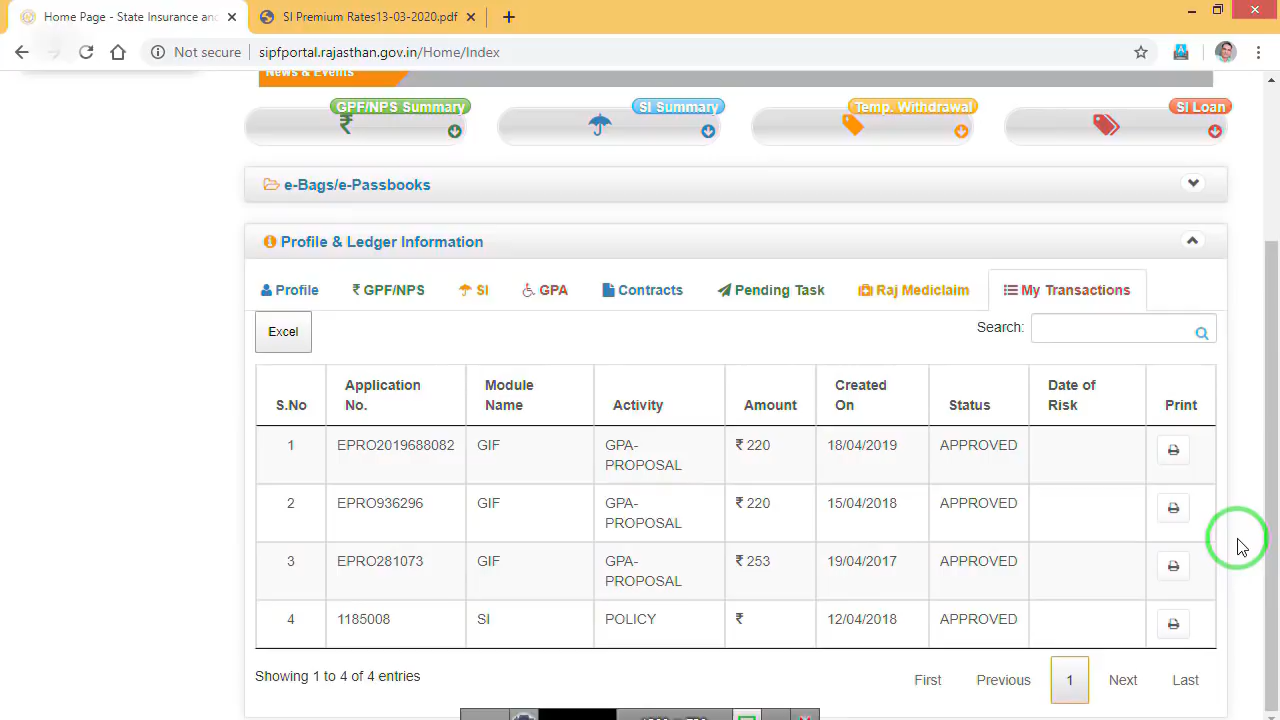 Home Page - State Insurance and
SI Premium Rates13-03-2020.pdf
Not secure
sipfportal.rajasthan.gov.in/Home/Index
News & Events
GPF/NPS Summary
SI Summary
Temp. Withdrawal
SI Loan
e-Bags/e-Passbooks
Profile & Ledger Information
Profile
₹ GPF/NPS
SI
GPA
Contracts
Pending Task
Raj Mediclaim
My Transactions
Excel
Search:
S.No Application No. Module Name Activity Amount Created On Status Date of Risk Print
1 EPRO2019688082 GIF GPA-PROPOSAL ₹ 220 18/04/2019 APPROVED
2 EPRO936296 GIF GPA-PROPOSAL ₹ 220 15/04/2018 APPROVED
3 EPRO281073 GIF GPA-PROPOSAL ₹ 253 19/04/2017 APPROVED
4 1185008 SI POLICY ₹ 12/04/2018 APPROVED
Showing 1 to 4 of 4 entries
First Previous 1 Next Last